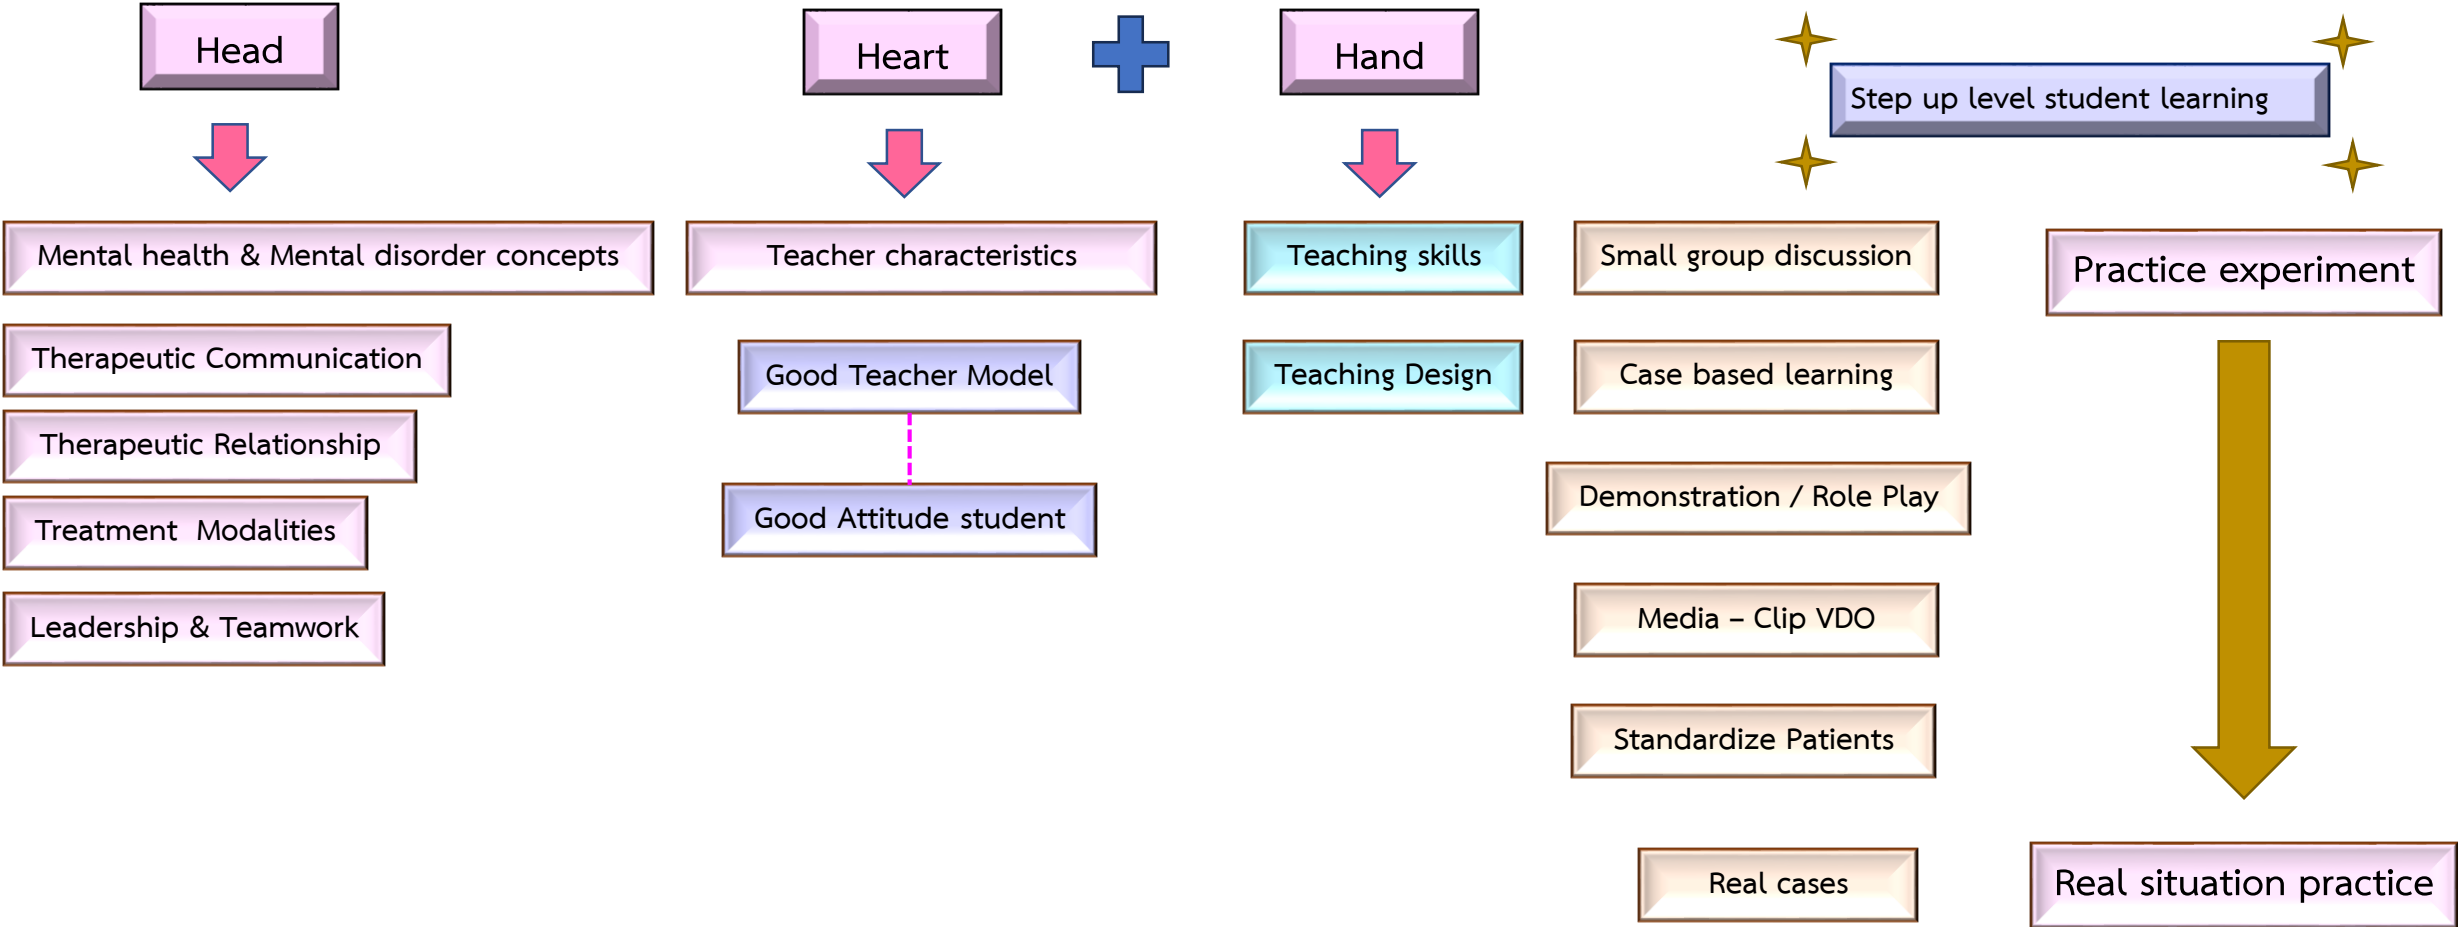 Head
Heart
Hand
Step up level student learning
Mental health & Mental disorder concepts
Therapeutic Communication
Therapeutic Relationship
Treatment  Modalities
Leadership & Teamwork
Teacher characteristics
Good Teacher Model
Good Attitude student
Teaching skills
Teaching Design
Small group discussion
Case based learning
Demonstration / Role Play
Media – Clip VDO
Standardize Patients
Real cases
Practice experiment
Real situation practice